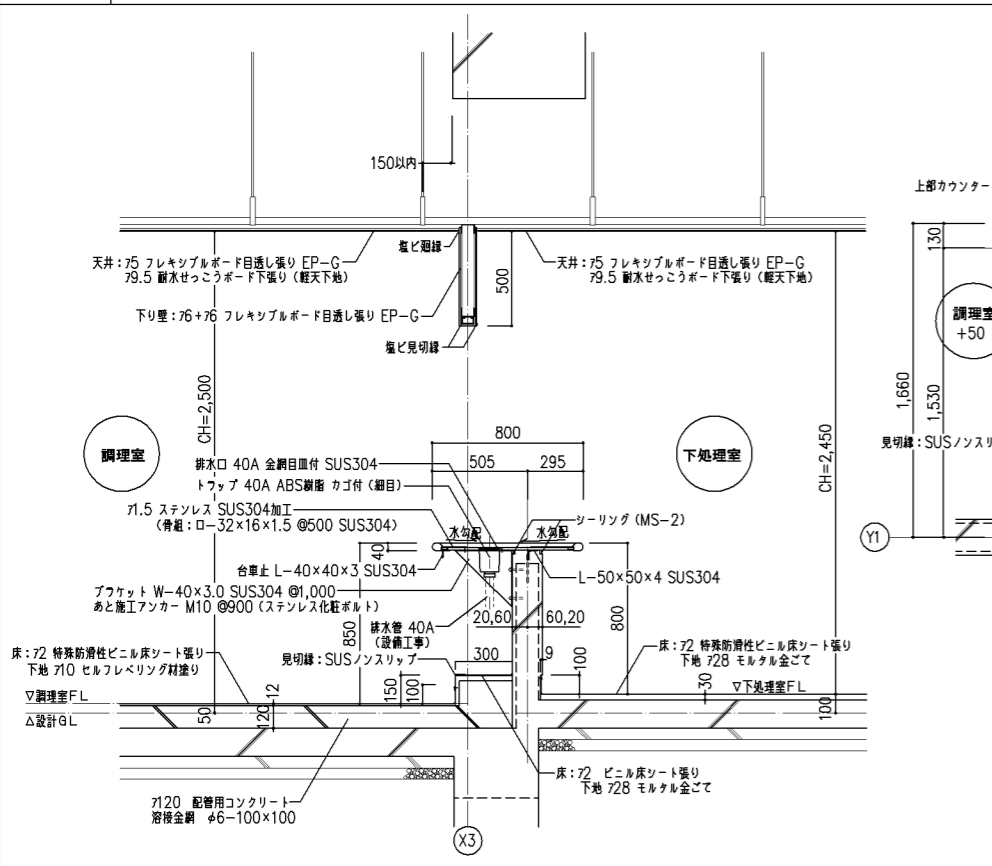 150以内
上部カウンター
塩ビ廻縁
天井：ｱ5 フレキシブルボード目透し張り EP-G
ｱ9.5 耐水せっこうボード下張り（軽天下地）
天井：ｱ5 フレキシブルボード目透し張り EP-G
ｱ9.5 耐水せっこうボード下張り（軽天下地）
500
130
下り壁：ｱ6+ｱ6 フレキシブルボード目透し張り EP-G
塩ビ見切縁
調理室
+50
CH=2,500
CH=2,450
1,660
1,530
調理室
下処理室
800
505
295
見切縁：SUSノンスリ
排水口 40A 金網目皿付 SUS304
トラップ 40A ABS樹脂 カゴ付（細目）
ｱ1.5 ステンレス SUS304加工
（骨組：ロ-32×16×1.5 @500 SUS304）
水勾配
水勾配
シーリング（MS-2）
Y1
40
台車止 L-40×40×3 SUS304
L-50×50×4 SUS304
ブラケット W-40×3.0 SUS304 @1,000
あと施工アンカー M10 @900（ステンレス化粧ボルト）
850
排水管 40A
（設備工事）
20,60
60,20
800
見切縁：SUSノンスリップ
300
9
100
床：ｱ2 特殊防滑性ビニル床シート張り
下地 ｱ10 セルフレベリング材塗り
床：ｱ2 特殊防滑性ビニル床シート張り
下地 ｱ28 モルタル金ごて
150
100
30
▽調理室FL
12
▽下処理室FL
△設計GL
50
120
100
床：ｱ2 ビニル床シート張り
下地 ｱ28 モルタル金ごて
ｱ120 配管用コンクリート
溶接金網 φ6-100×100
X3